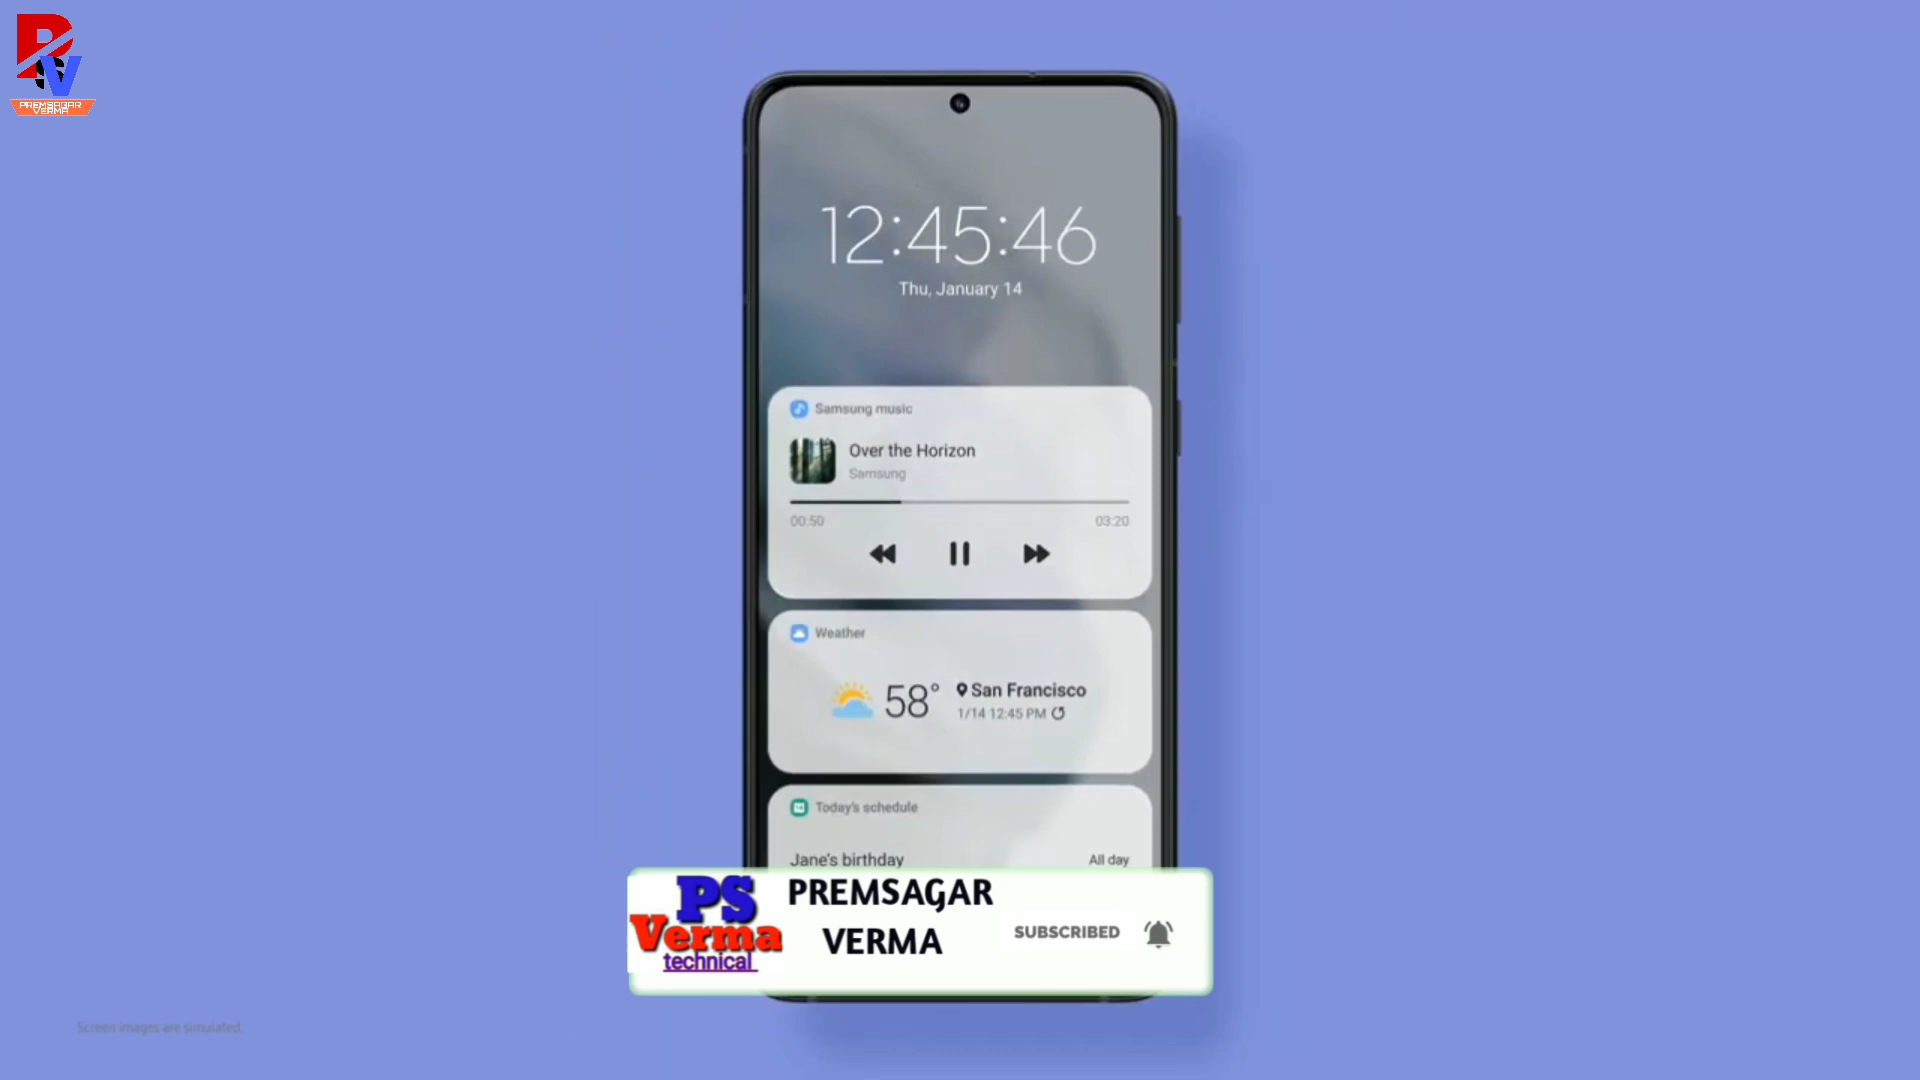 PREMSAGAR
VERMA
12:45:46
Thu, January 14
Samsung music
Over the Horizon
Samsung
00:50
03:20
Weather
58°
San Francisco
1/14 12:45 PM
Today's schedule
Jane's birthday
All day
PS
Verma
technical
PREMSAGAR
VERMA
SUBSCRIBED
Screen images are simulated.